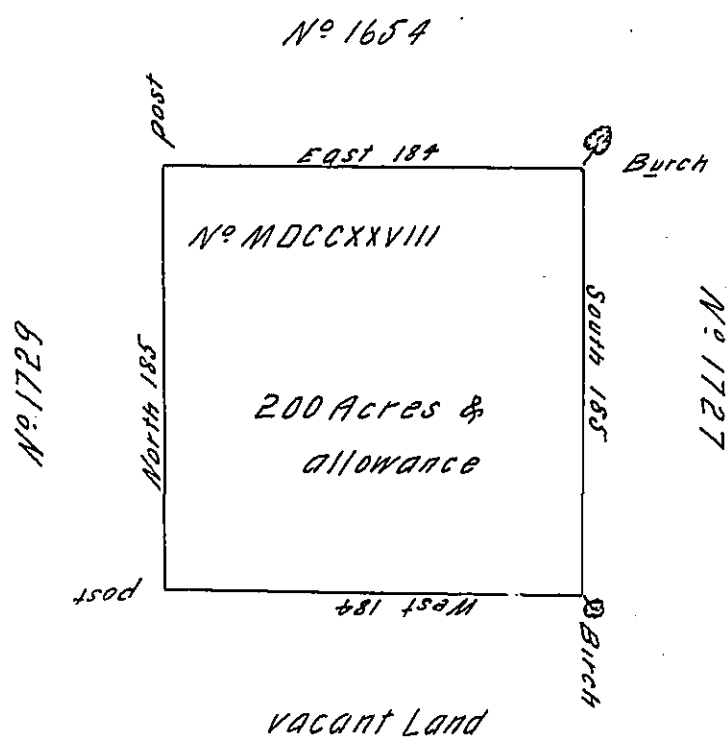 Nº 1654
post
East 184
Burch
Nº MDCCXXVIII
Nº 1729
North 185
South 185
Nº 1727
200 Acres &
allowance
post
West 184
Birch
vacant Land